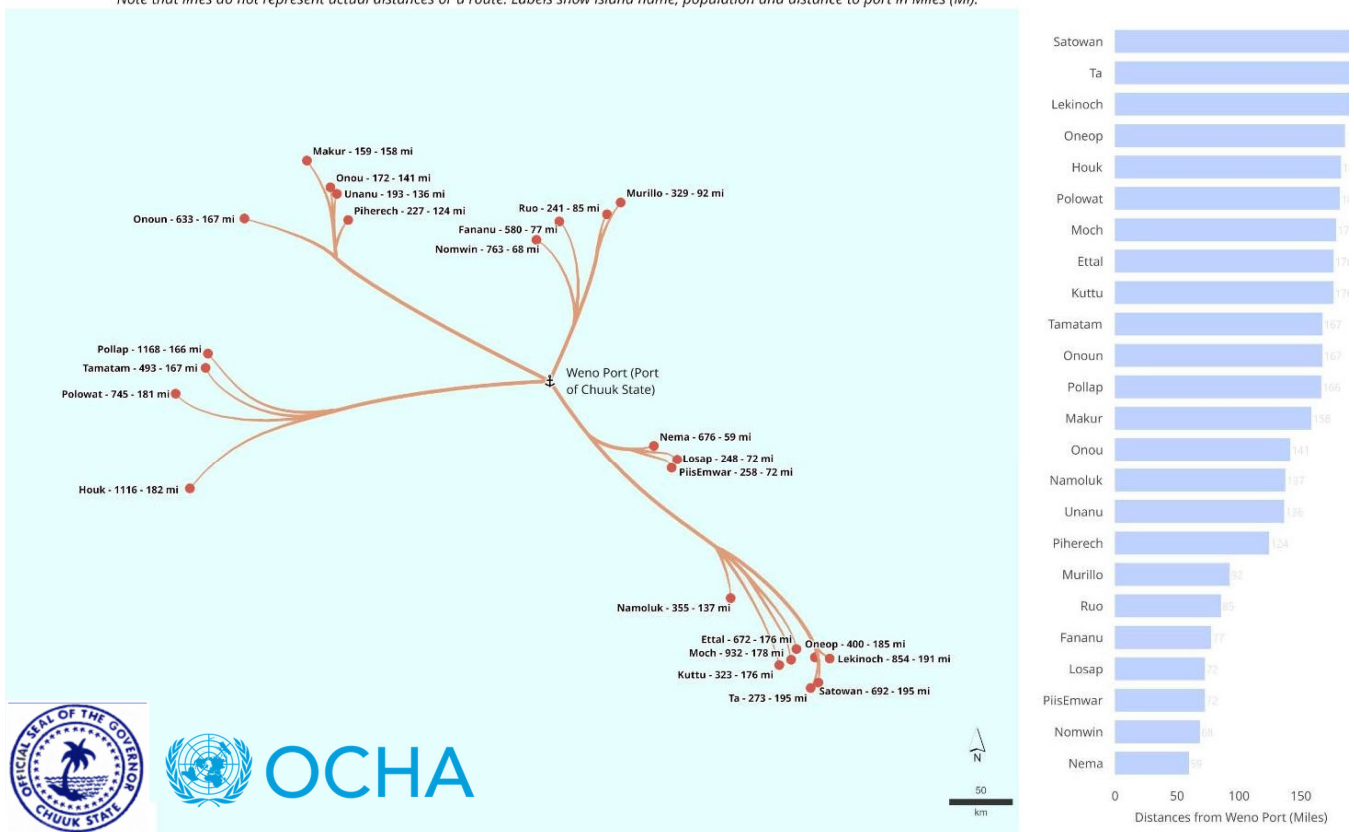 Note that lines do not represent actual distances or a route. Labels show island name, population and distance to port in Miles (Mi).
Makur - 159 - 158 mi
Onou - 172 - 141 mi
Unanu - 193 - 136 mi
Piherech - 227 - 124 mi
Onoun - 633 - 167 mi
Murillo - 329 - 92 mi
Ruo - 241 - 85 mi
Fananu - 580 - 77 mi
Nomwin - 763 - 68 mi
Pollap - 1168 - 166 mi
Tamatam - 493 - 167 mi
Polowat - 745 - 181 mi
Houk - 1116 - 182 mi
Weno Port (Port
of Chuuk State)
Nema - 676 - 59 mi
Losap - 248 - 72 mi
PiisEmwar - 258 - 72 mi
Namoluk - 355 - 137 mi
Ettal - 672 - 176 mi
Oneop - 400 - 185 mi
Moch - 932 - 178 mi
Lekinoch - 854 - 191 mi
Kuttu - 323 - 176 mi
Satowan - 692 - 195 mi
Ta - 273 - 195 mi
OFFICIAL SEAL OF THE GOVERNOR
CHUUK STATE
OCHA
N
50
km
Satowan
Ta
Lekinoch
Oneop
Houk
Polowat
Moch
Ettal
Kuttu
Tamatam 167
Onoun 167
Pollap 166
Makur 158
Onou 141
Namoluk 137
Unanu 136
Piherech 124
Murillo 92
Ruo 85
Fananu 77
Losap 72
PiisEmwar 72
Nomwin 68
Nema 59
0 50 100 150
Distances from Weno Port (Miles)